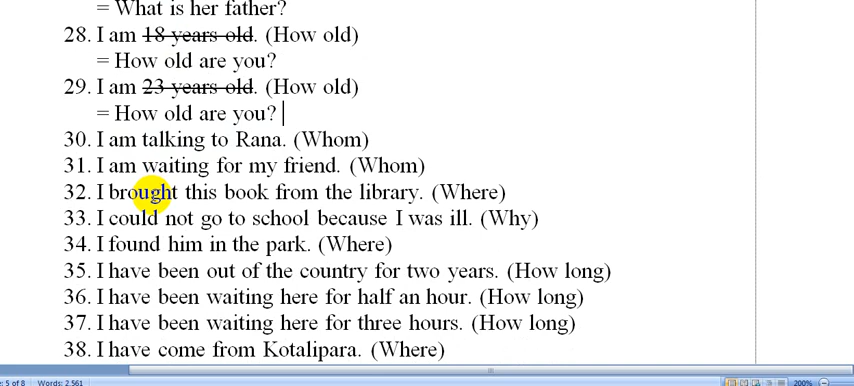 = What is her father?
28. I am 18 years old. (How old)
= How old are you?
29. I am 23 years old. (How old)
= How old are you?
30. I am talking to Rana. (Whom)
31. I am waiting for my friend. (Whom)
32. I brought this book from the library. (Where)
33. I could not go to school because I was ill. (Why)
34. I found him in the park. (Where)
35. I have been out of the country for two years. (How long)
36. I have been waiting here for half an hour. (How long)
37. I have been waiting here for three hours. (How long)
38. I have come from Kotalipara. (Where)
: 5 of 8 Words: 2,561 200%